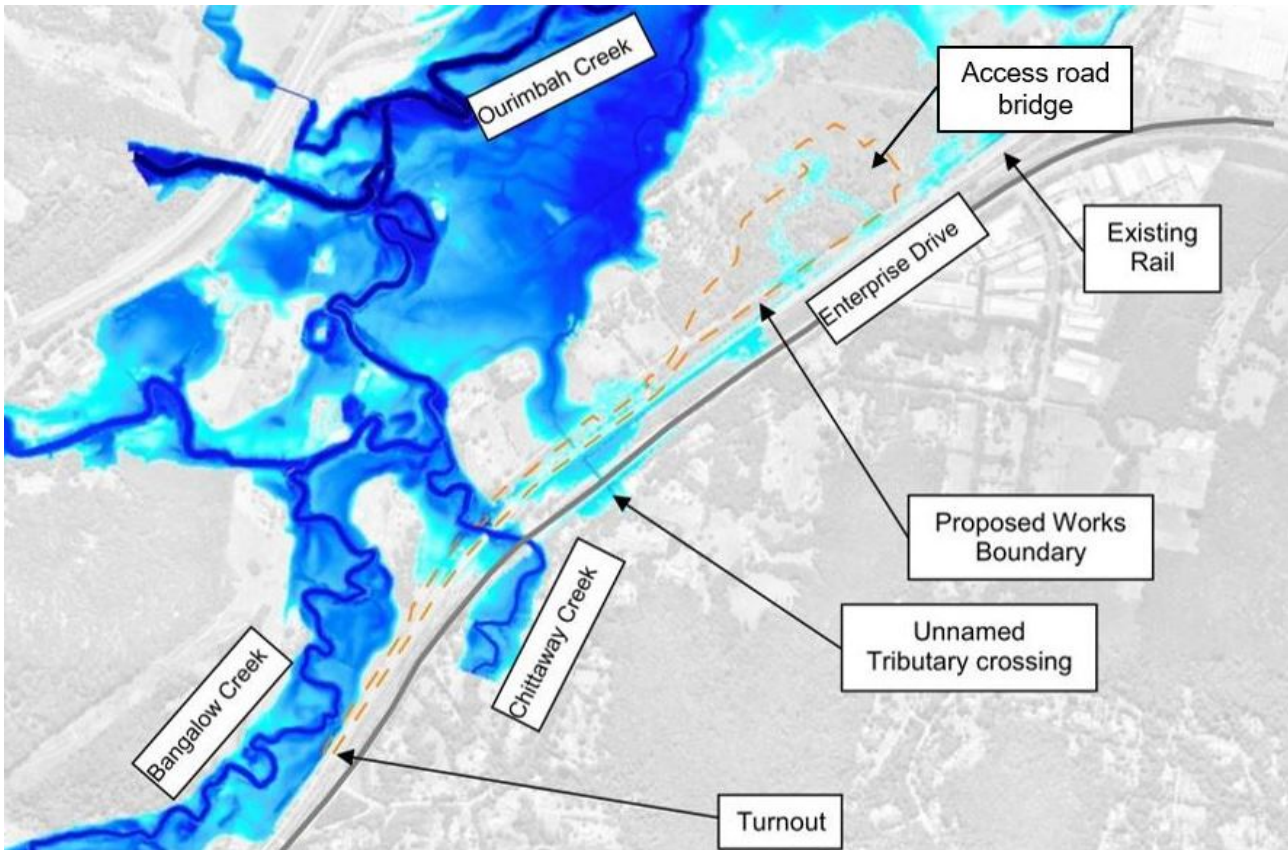 Ourimbah Creek
Access road
bridge
Existing
Rail
Enterprise Drive
Proposed Works
Boundary
Unnamed
Tributary crossing
Chittaway Creek
Bangalow Creek
Turnout